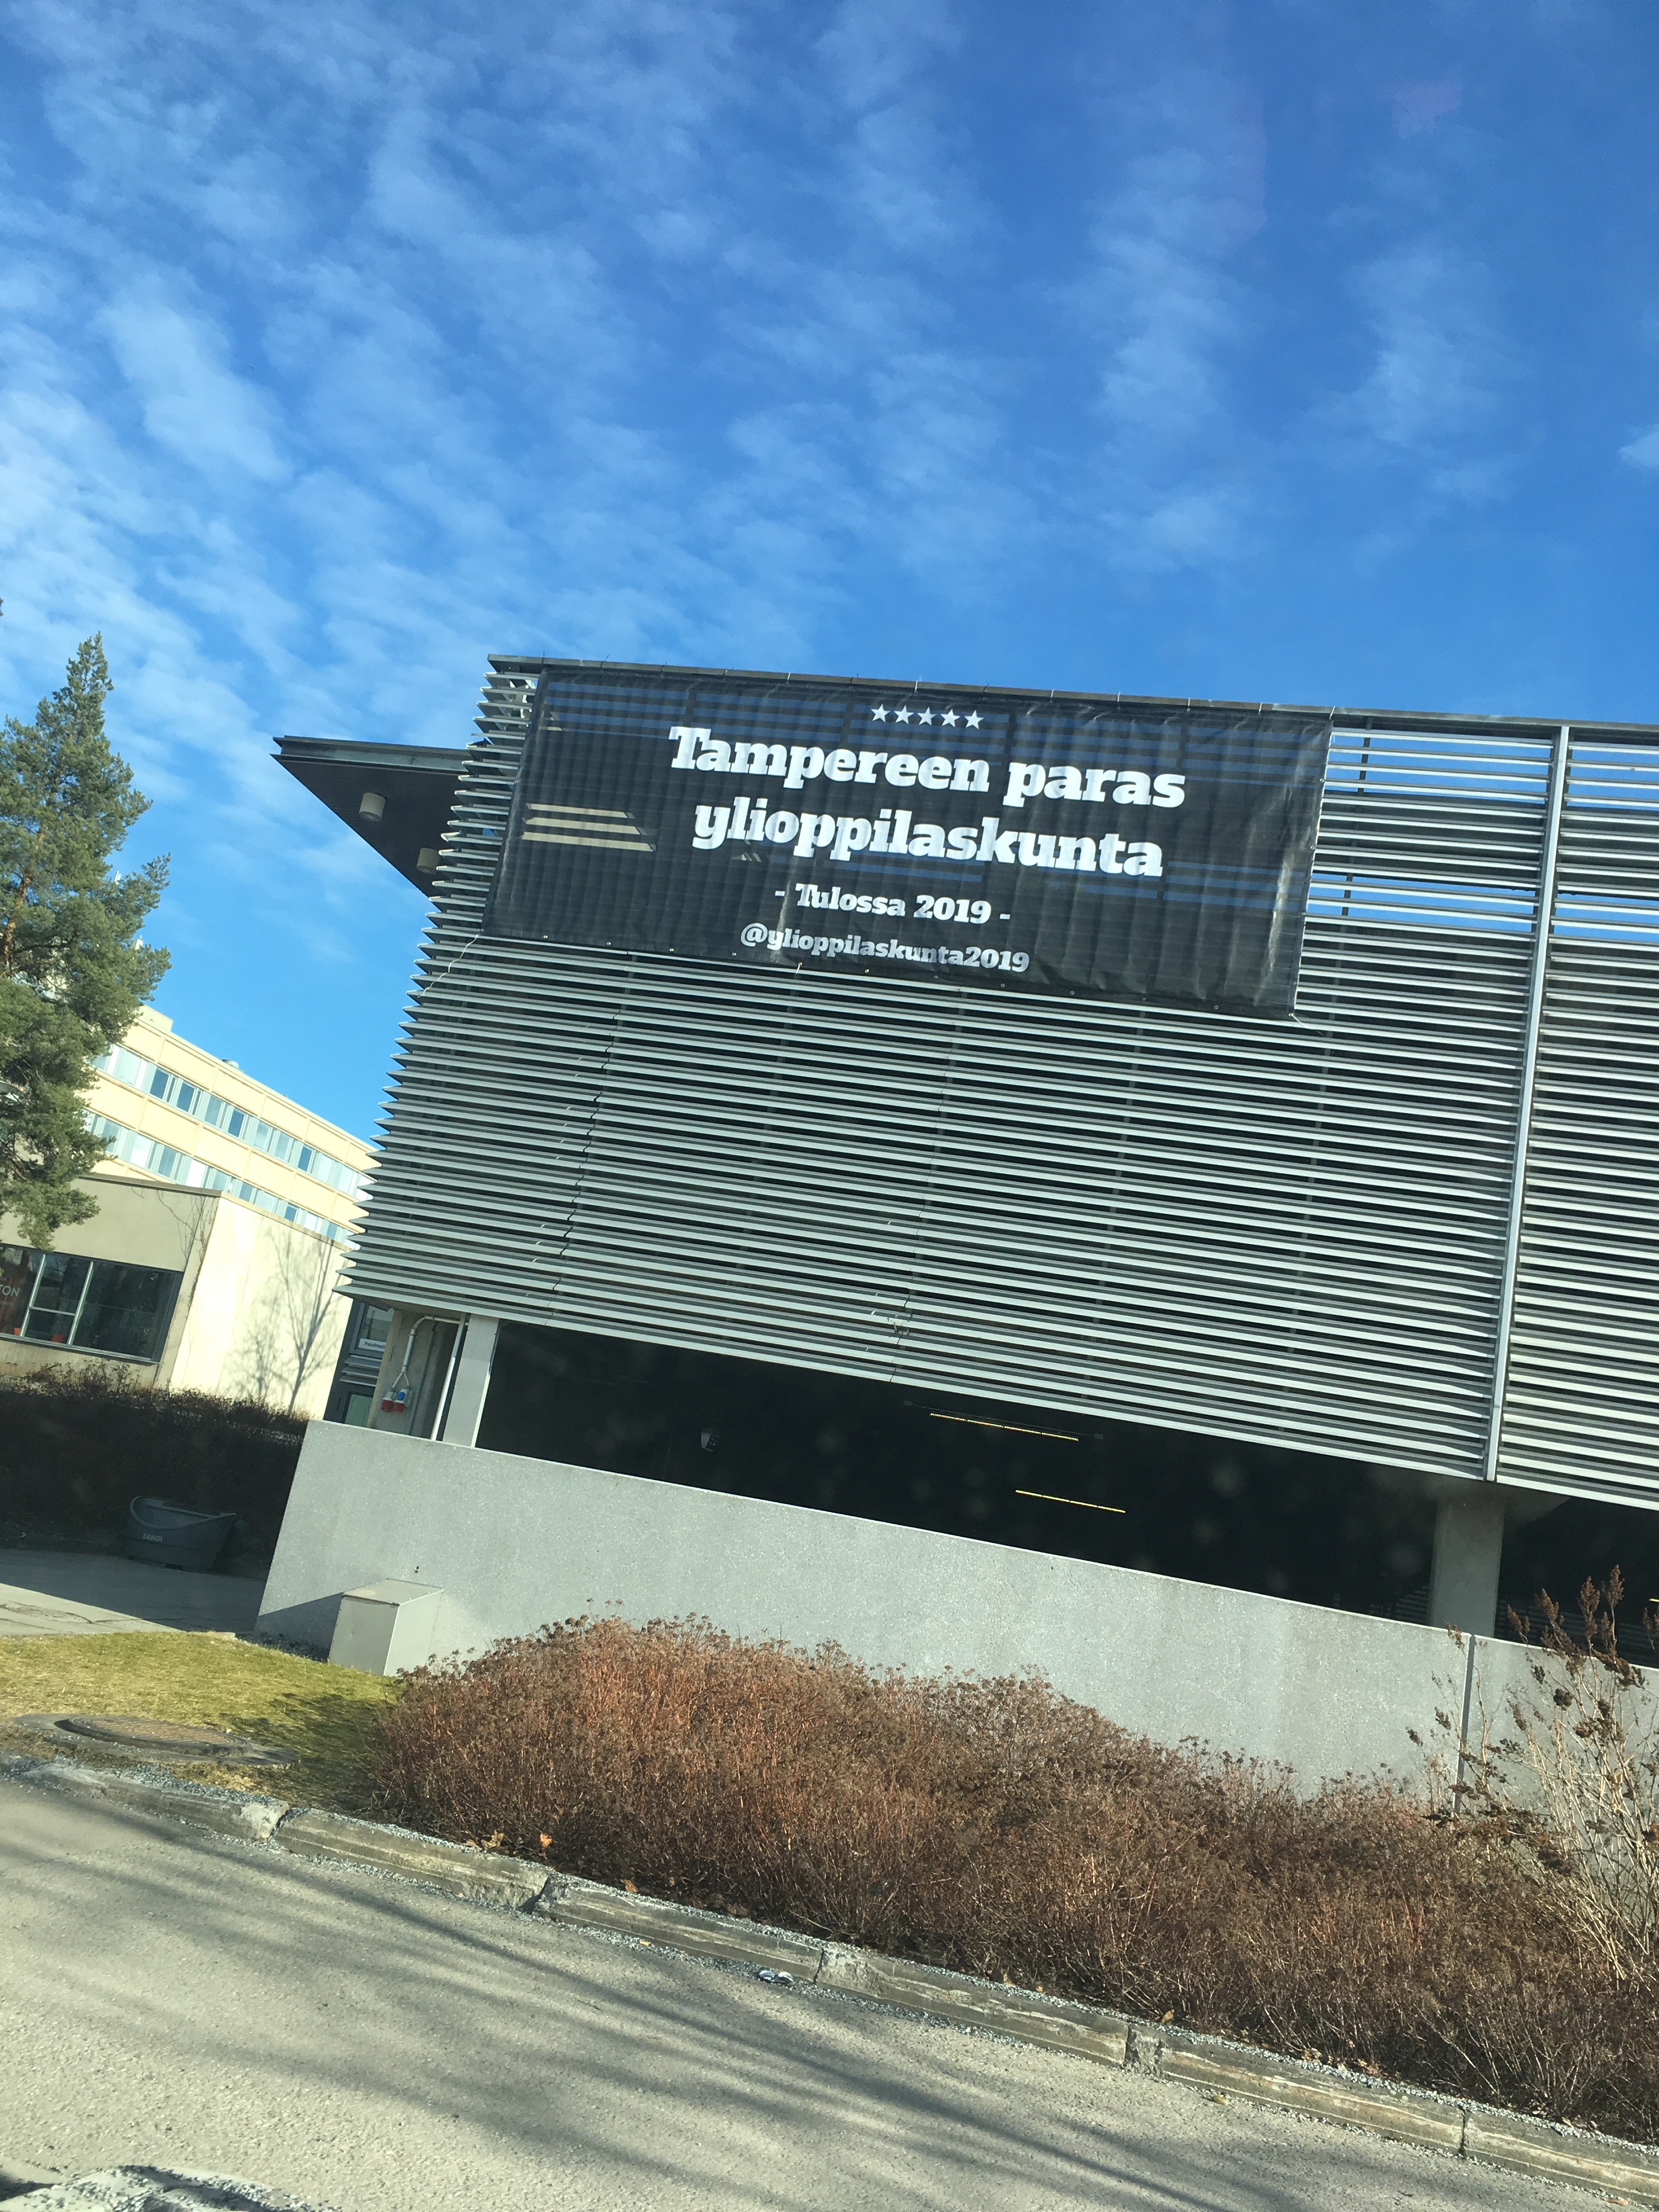 ★★★★★
Tampereen paras
ylioppilaskunta
- Tulossa 2019 -
@ylioppilaskunta2019